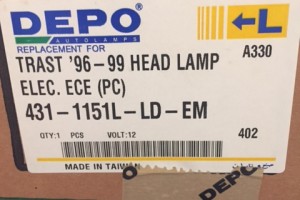 DEPO
AUTOLAMPS
REPLACEMENT FOR
L
A330
TRAST '96-99 HEAD LAMP
ELEC. ECE (PC)
431-1151L-LD-EM
QTY:1 PCS VOLT:12
402
MADE IN TAIWAN
DEPO